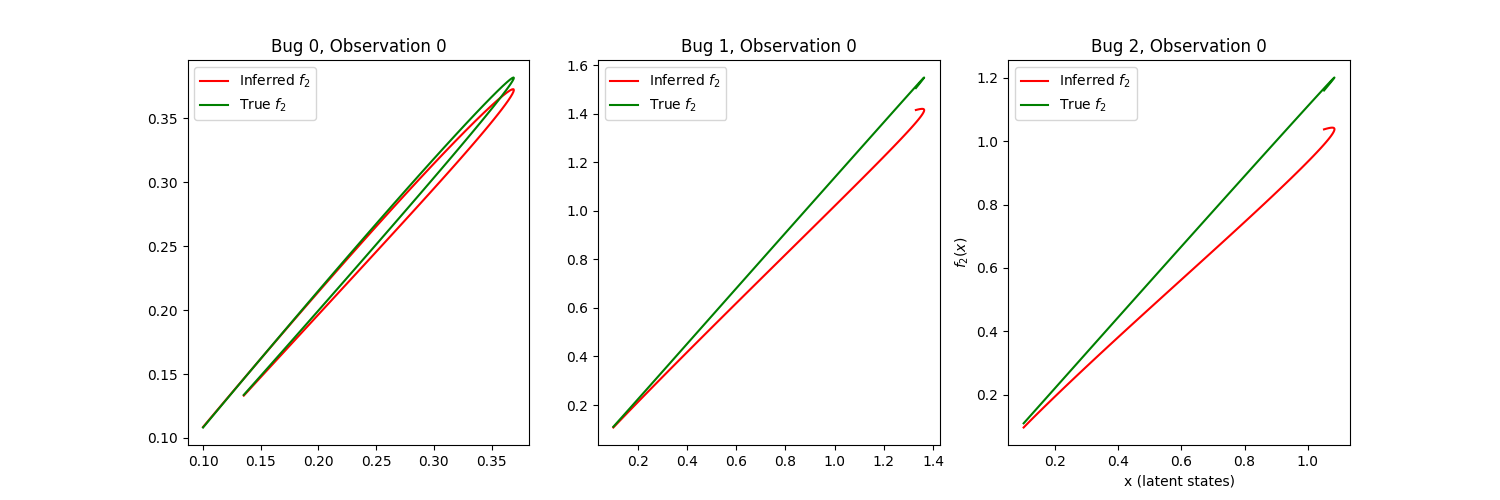 Bug 0, Observation 0
Inferred f₂
True f₂
0.35
0.30
0.25
0.20
0.15
0.10
0.10 0.15 0.20 0.25 0.30 0.35
Bug 1, Observation 0
Inferred f₂
True f₂
1.6
1.4
1.2
1.0
0.8
0.6
0.4
0.2
0.2 0.4 0.6 0.8 1.0 1.2 1.4
Bug 2, Observation 0
Inferred f₂
True f₂
f₂(x)
1.2
1.0
0.8
0.6
0.4
0.2
0.2 0.4 0.6 0.8 1.0
x (latent states)